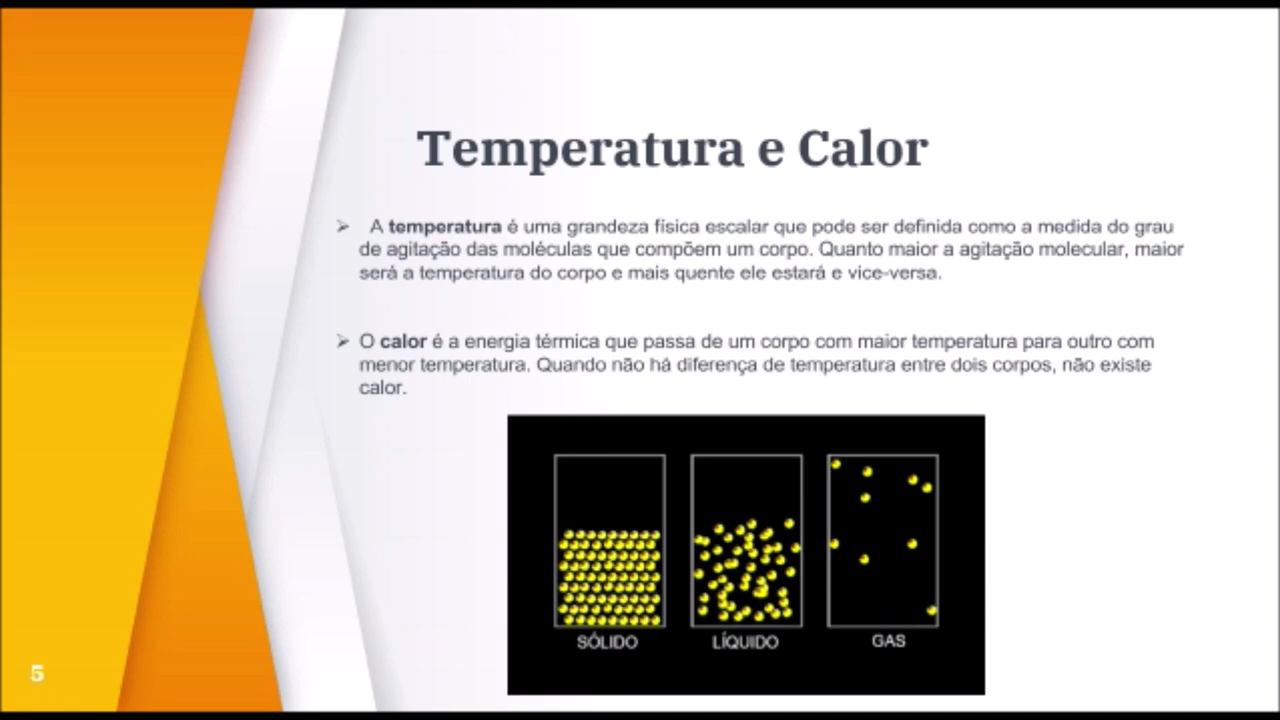 Temperatura e Calor
➢ A temperatura é uma grandeza física escalar que pode ser definida como a medida do grau
de agitação das moléculas que compõem um corpo. Quanto maior a agitação molecular, maior
será a temperatura do corpo e mais quente ele estará e vice-versa.
➢ O calor é a energia térmica que passa de um corpo com maior temperatura para outro com
menor temperatura. Quando não há diferença de temperatura entre dois corpos, não existe
calor.
SÓLIDO
LÍQUIDO
GAS
5